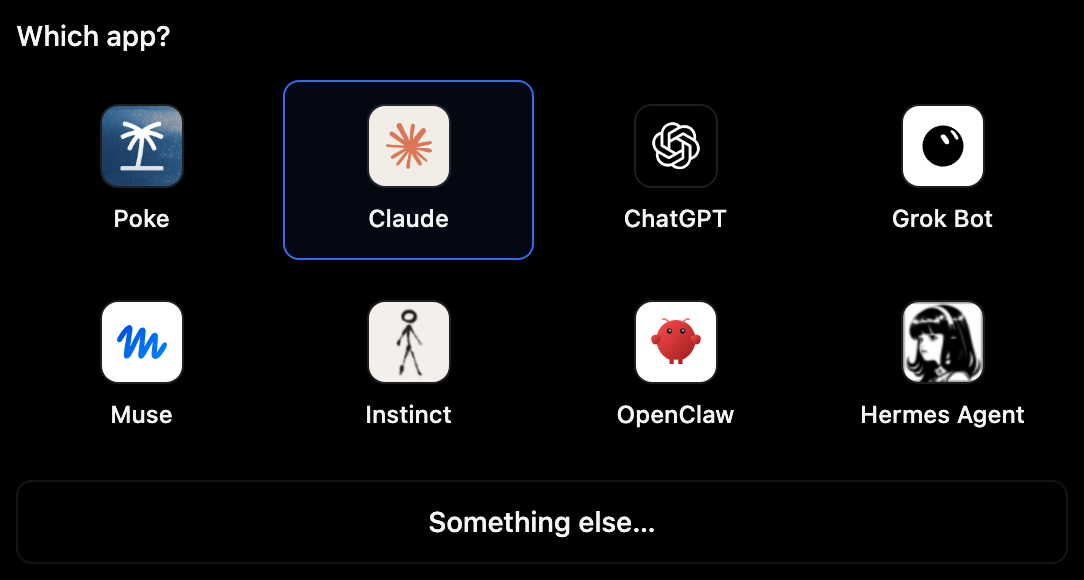 Which app?
Poke
Claude
ChatGPT
Grok Bot
Muse
Instinct
OpenClaw
Hermes Agent
Something else...